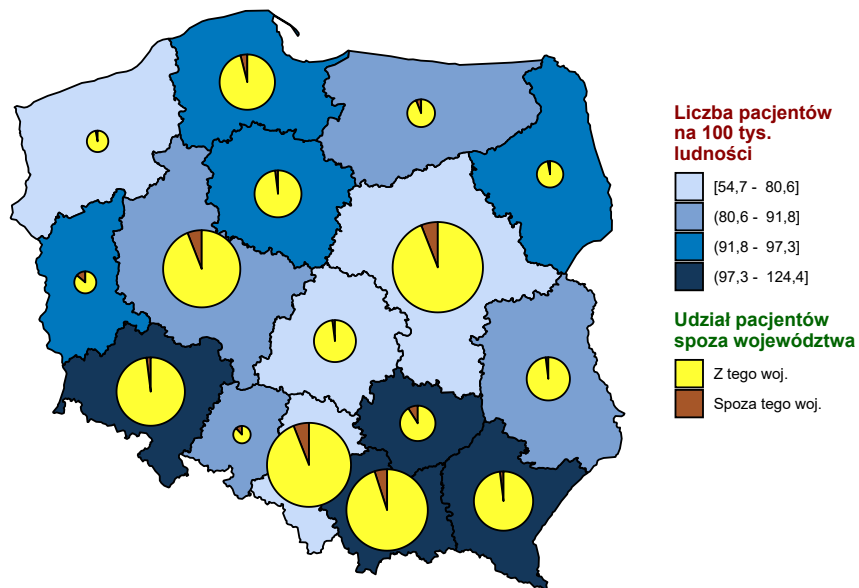 Liczba pacjentów
na 100 tys.
ludności
[54,7 - 80,6]
(80,6 - 91,8]
(91,8 - 97,3]
(97,3 - 124,4]
Udział pacjentów
spoza województwa
Z tego woj.
Spoza tego woj.